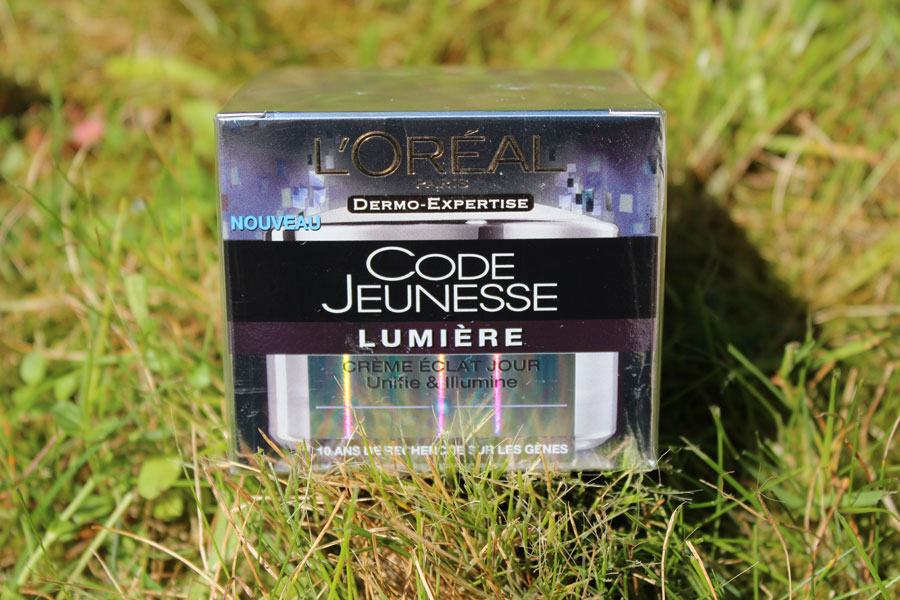 L'ORÉAL
PARIS
DERMO-EXPERTISE
NOUVEAU
CODE
JEUNESSE
LUMIÈRE
CRÈME ÉCLAT JOUR
Unifie & Illumine
10 ANS DE RECHERCHE SUR LES GÈNES